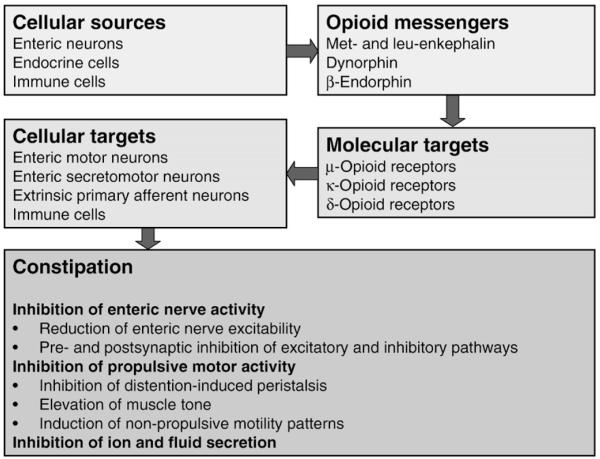 Cellular sources
Enteric neurons
Endocrine cells
Immune cells
Opioid messengers
Met- and leu-enkephalin
Dynorphin
β-Endorphin
Cellular targets
Enteric motor neurons
Enteric secretomotor neurons
Extrinsic primary afferent neurons
Immune cells
Molecular targets
μ-Opioid receptors
κ-Opioid receptors
δ-Opioid receptors
Constipation
Inhibition of enteric nerve activity
• Reduction of enteric nerve excitability
• Pre- and postsynaptic inhibition of excitatory and inhibitory pathways
Inhibition of propulsive motor activity
• Inhibition of distention-induced peristalsis
• Elevation of muscle tone
• Induction of non-propulsive motility patterns
Inhibition of ion and fluid secretion